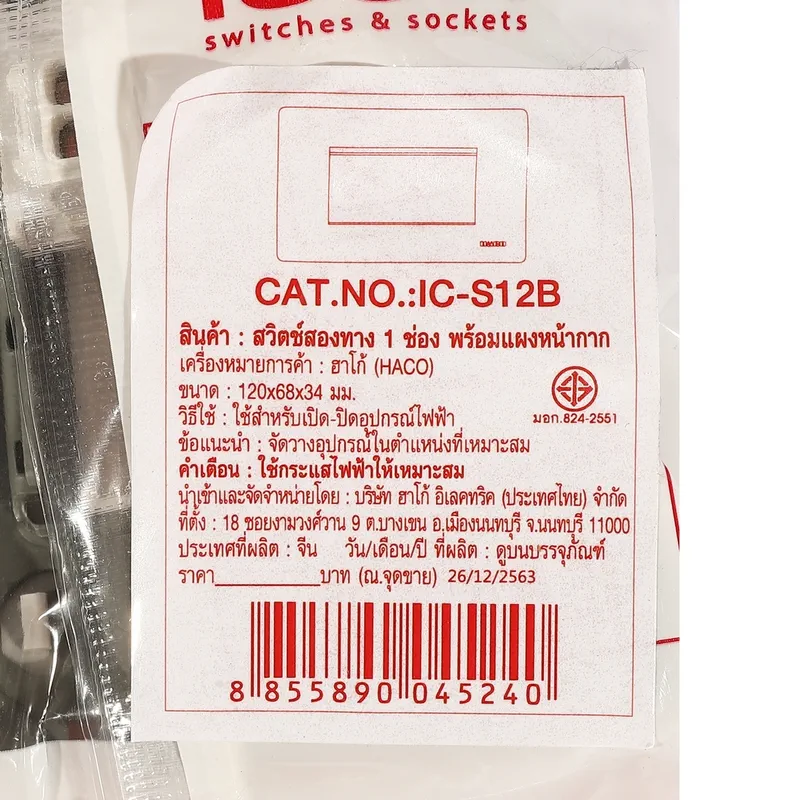 switches & sockets
HACO
CAT.NO.:IC-S12B
สินค้า : สวิตช์สองทาง 1 ช่อง พร้อมแผงหน้ากาก
เครื่องหมายการค้า : ฮาโก้ (HACO)
ขนาด : 120x68x34 มม.
วิธีใช้ : ใช้สำหรับเปิด-ปิดอุปกรณ์ไฟฟ้า
มอก.824-2551
ข้อแนะนำ : จัดวางอุปกรณ์ในตำแหน่งที่เหมาะสม
คำเตือน : ใช้กระแสไฟฟ้าให้เหมาะสม
นำเข้าและจัดจำหน่ายโดย : บริษัท ฮาโก้ อิเลคทริค (ประเทศไทย) จำกัด
ที่ตั้ง : 18 ซอยงามวงศ์วาน 9 ต.บางเขน อ.เมืองนนทบุรี จ.นนทบุรี 11000
ประเทศที่ผลิต : จีน วัน/เดือน/ปี ที่ผลิต : ดูบนบรรจุภัณฑ์
ราคา____________บาท (ณ.จุดขาย) 26/12/2563
8 855890 045240